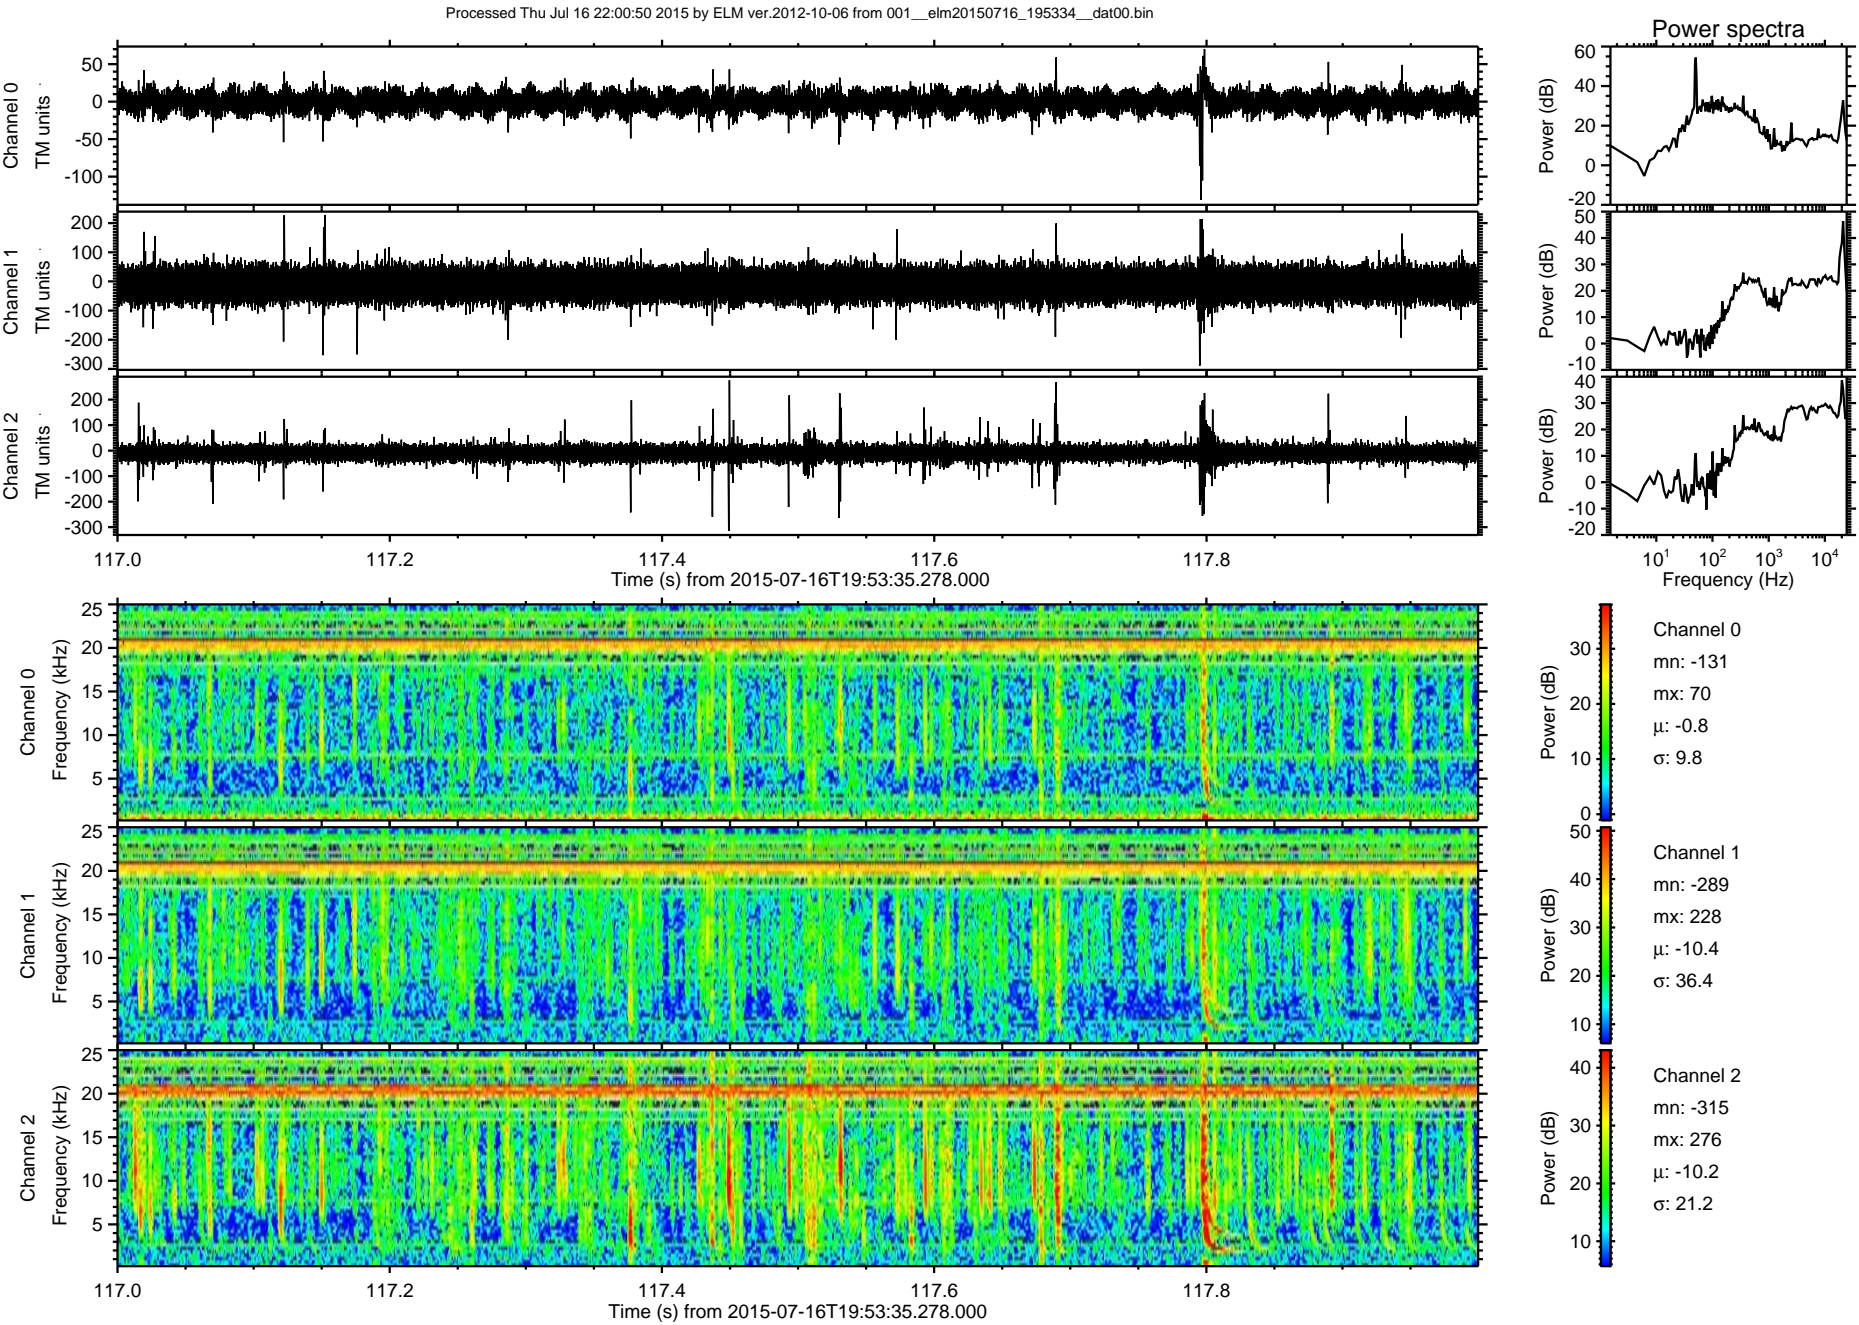 Processed Thu Jul 16 22:00:50 2015 by ELM ver.2012-10-06 from 001__elm20150716_195334__dat00.bin
Power spectra
Channel 0
TM units
50
0
-50
-100
Power (dB)
60
40
20
0
-20
Channel 1
TM units
200
100
0
-100
-200
-300
Power (dB)
50
40
30
20
10
0
-10
Channel 2
TM units
200
100
0
-100
-200
-300
Power (dB)
40
30
20
10
0
-10
-20
117.0 117.2 117.4 117.6 117.8
Time (s) from 2015-07-16T19:53:35.278.000
10^1 10^2 10^3 10^4
Frequency (Hz)
Channel 0
Frequency (kHz)
25
20
15
10
5
Power (dB)
30
20
10
0
Channel 0
mn: -131
mx: 70
μ: -0.8
σ: 9.8
Channel 1
Frequency (kHz)
25
20
15
10
5
Power (dB)
50
40
30
20
10
Channel 1
mn: -289
mx: 228
μ: -10.4
σ: 36.4
Channel 2
Frequency (kHz)
25
20
15
10
5
Power (dB)
40
30
20
10
Channel 2
mn: -315
mx: 276
μ: -10.2
σ: 21.2
117.0 117.2 117.4 117.6 117.8
Time (s) from 2015-07-16T19:53:35.278.000